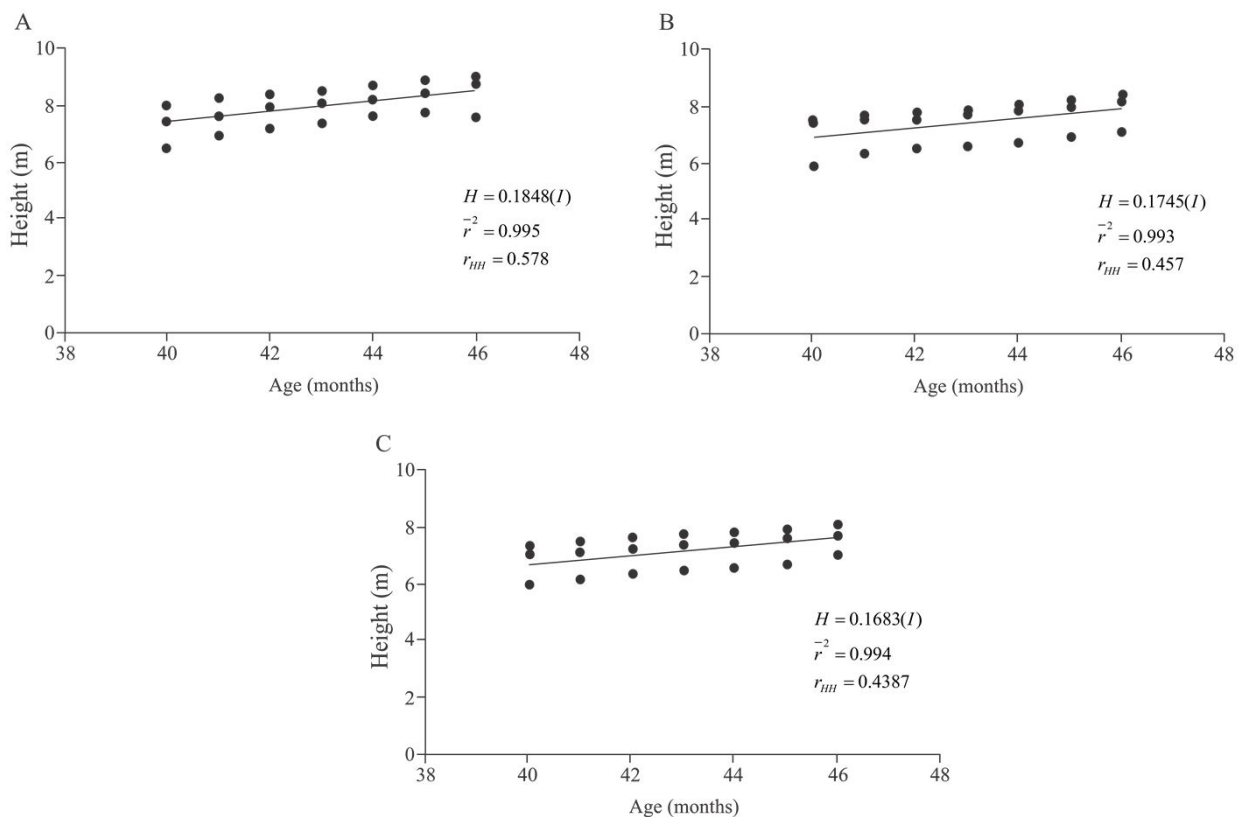 A
10
8
6
4
2
0
Height (m)
H = 0.1848(I)
r̄² = 0.995
r_HH = 0.578
38 40 42 44 46 48
Age (months)
B
10
8
6
4
2
0
Height (m)
H = 0.1745(I)
r̄² = 0.993
r_HH = 0.457
38 40 42 44 46 48
Age (months)
C
10
8
6
4
2
0
Height (m)
H = 0.1683(I)
r̄² = 0.994
r_HH = 0.4387
38 40 42 44 46 48
Age (months)